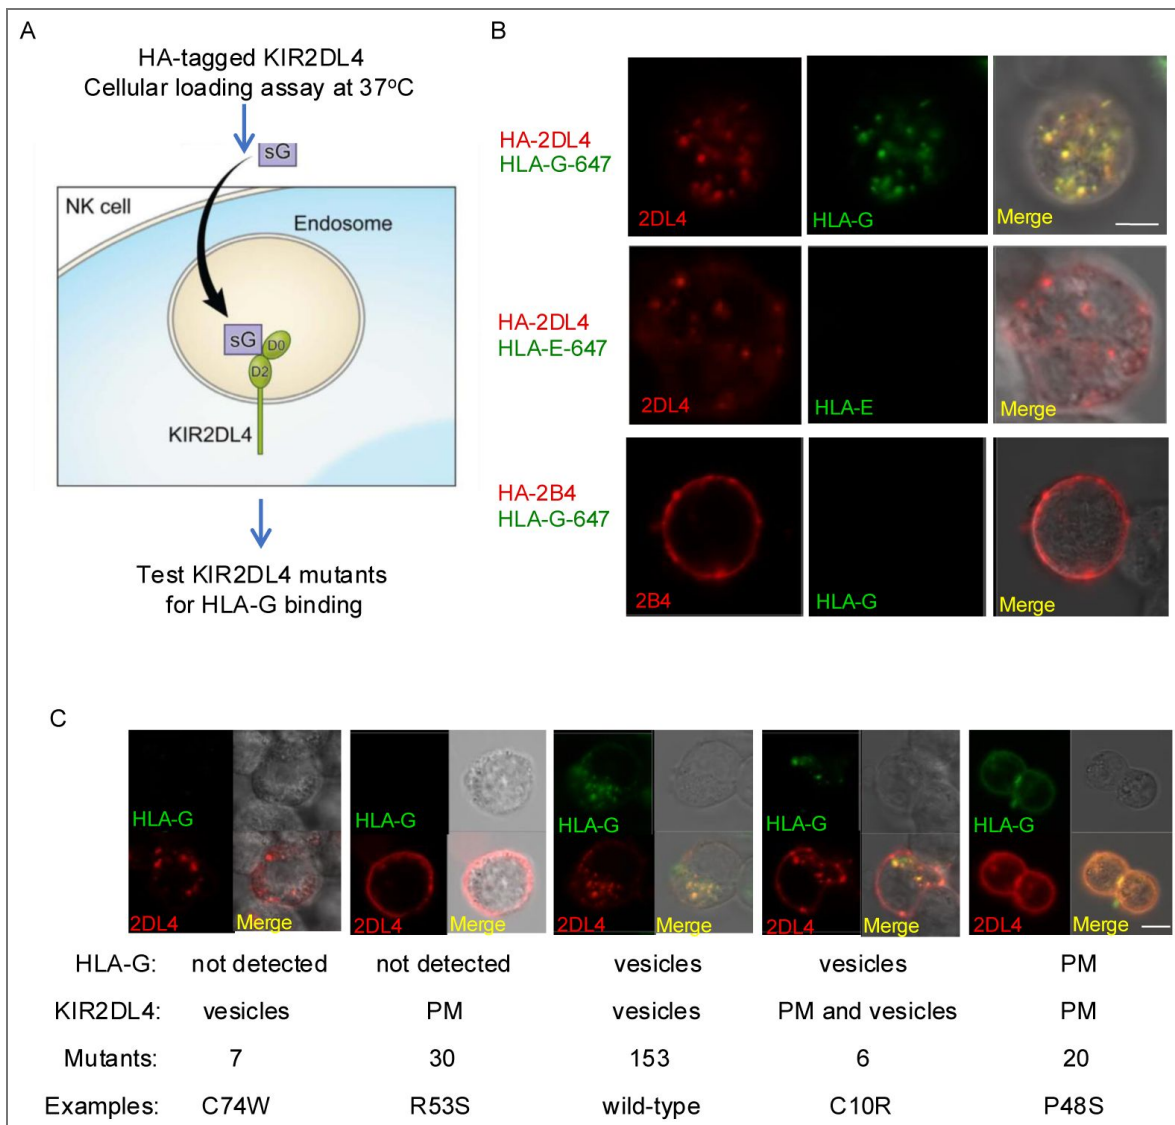 A
HA-tagged KIR2DL4
Cellular loading assay at 37ºC
sG
NK cell
Endosome
sG
D0
D2
KIR2DL4
Test KIR2DL4 mutants
for HLA-G binding
B
HA-2DL4
HLA-G-647
2DL4
HLA-G
Merge
HA-2DL4
HLA-E-647
2DL4
HLA-E
Merge
HA-2B4
HLA-G-647
2B4
HLA-G
Merge
C
HLA-G
2DL4
Merge
HLA-G
2DL4
Merge
HLA-G
2DL4
Merge
HLA-G
2DL4
Merge
HLA-G
2DL4
Merge
HLA-G: not detected not detected vesicles vesicles PM
KIR2DL4: vesicles PM vesicles PM and vesicles PM
Mutants: 7 30 153 6 20
Examples: C74W R53S wild-type C10R P48S